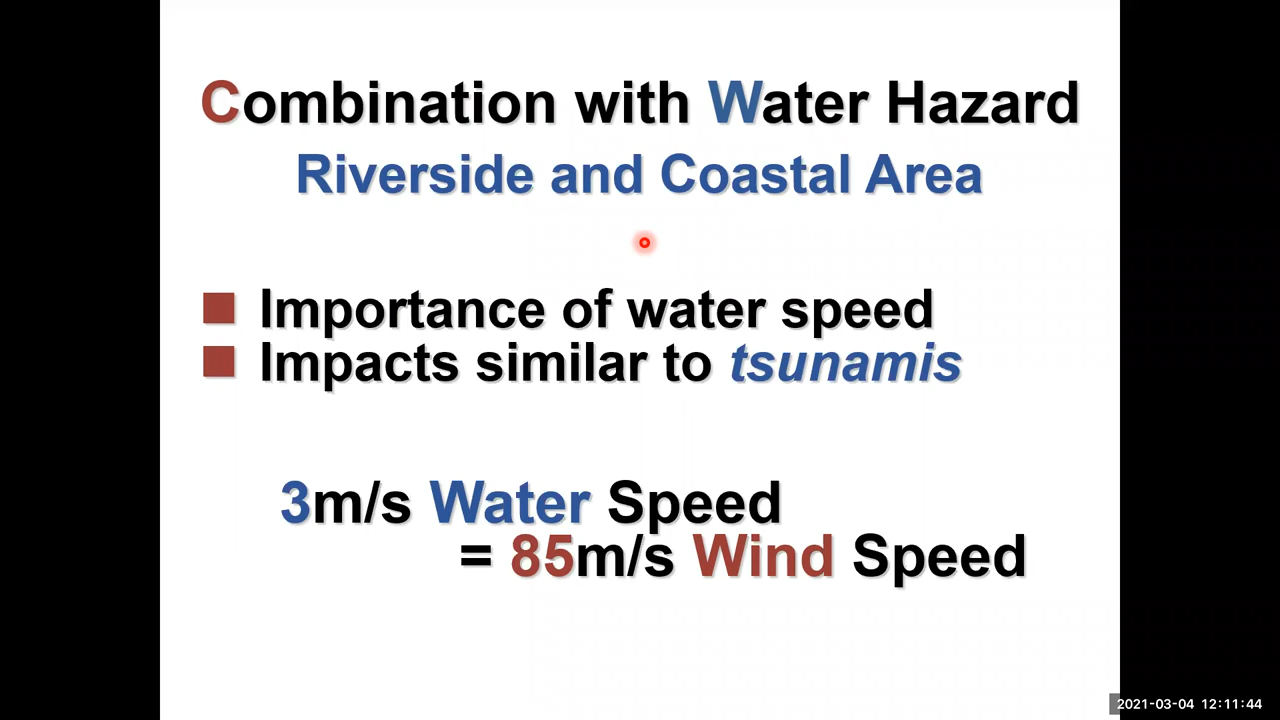 Combination with Water Hazard
Riverside and Coastal Area
Importance of water speed
Impacts similar to tsunamis
3m/s Water Speed
= 85m/s Wind Speed
2021-03-04 12:11:44